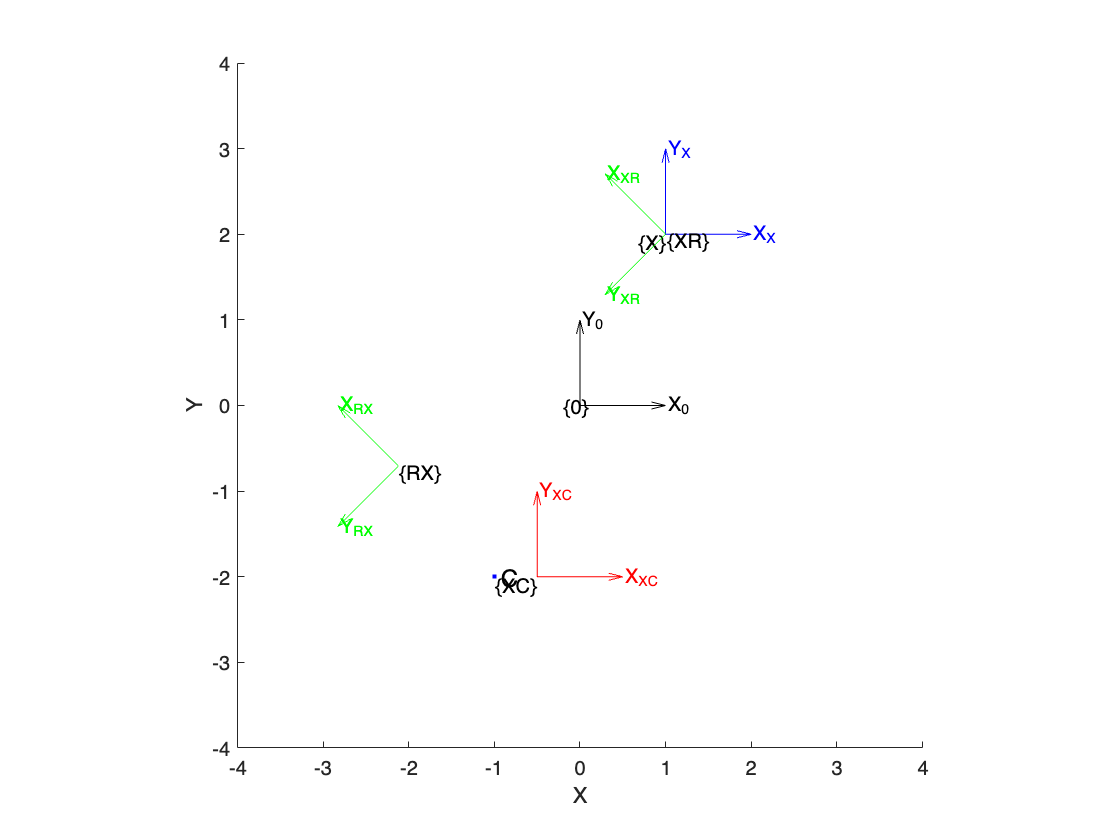 4
3
2
1
0
-1
-2
-3
-4
Y
Y_X
X_XR
X_X
{X}
{XR}
Y_XR
Y_0
{0}
X_0
X_RX
{RX}
Y_RX
Y_XC
C
{XC}
X_XC
-4 -3 -2 -1 0 1 2 3 4
X